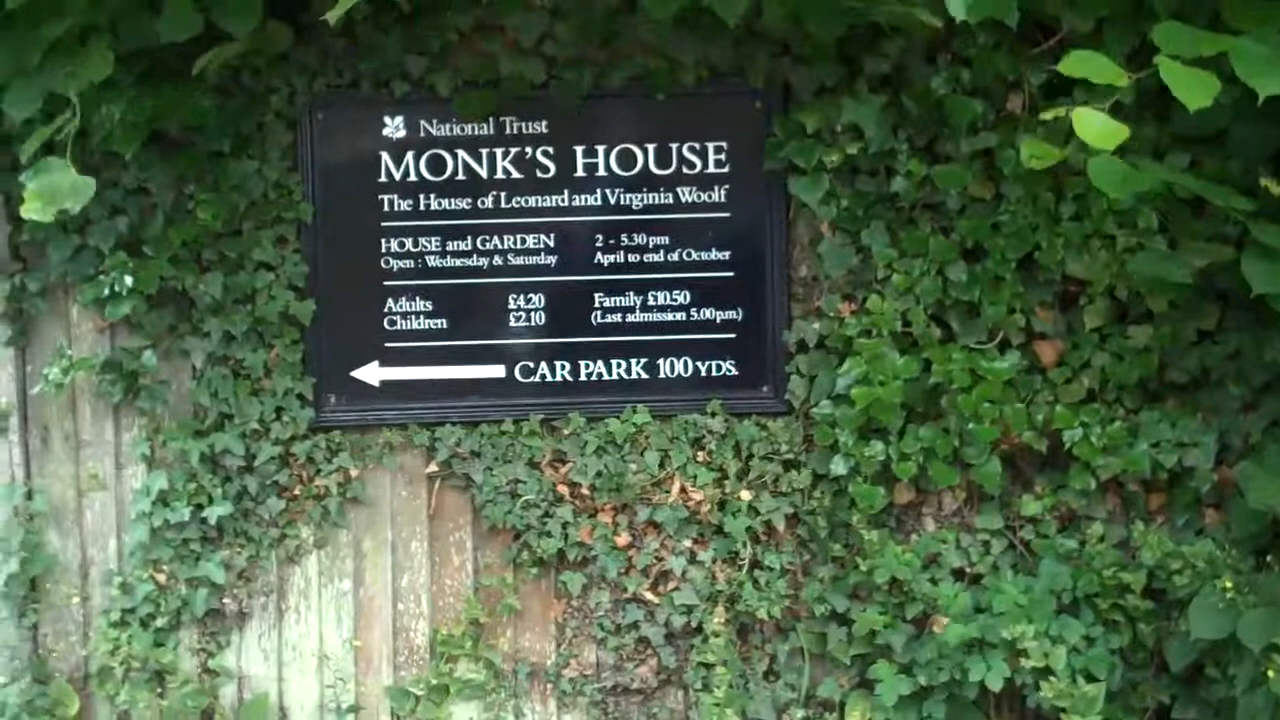 National Trust
MONK'S HOUSE
The House of Leonard and Virginia Woolf
HOUSE and GARDEN 2 - 5.30 pm
Open : Wednesday & Saturday April to end of October
Adults £4.20 Family £10.50
Children £2.10 (Last admission 5.00p.m.)
CAR PARK 100 YDS.